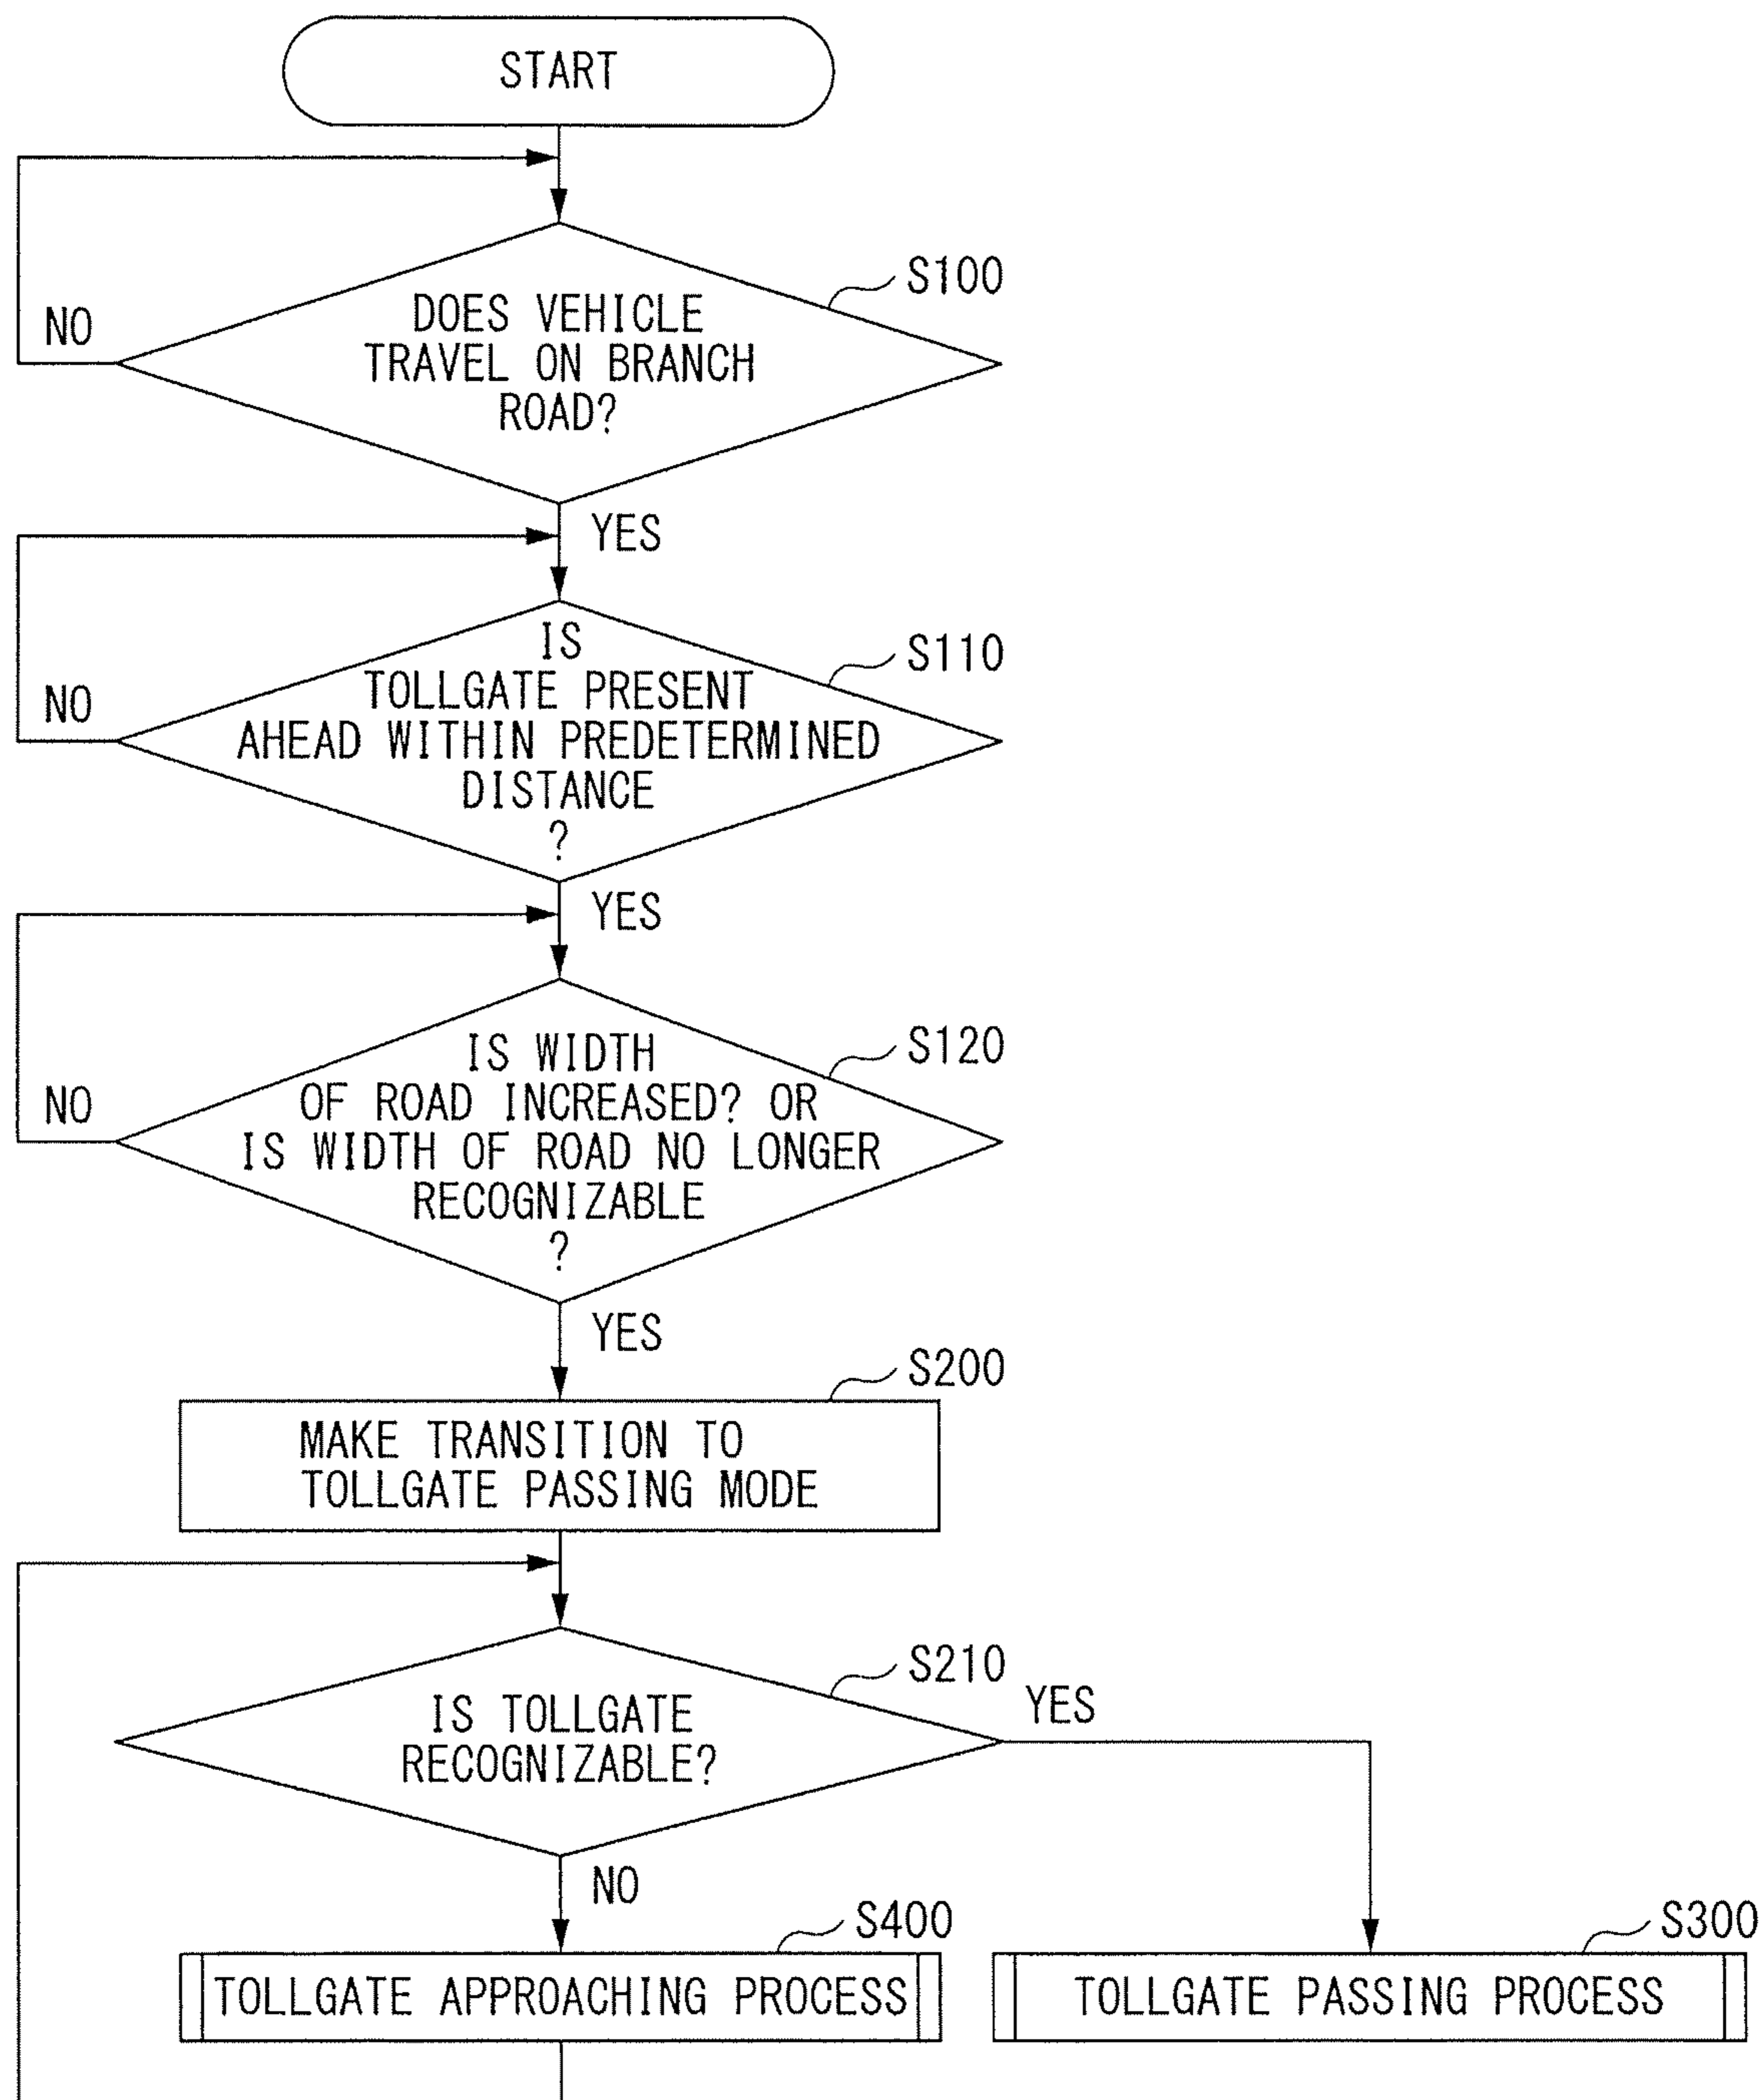 START
S100
DOES VEHICLE
TRAVEL ON BRANCH
ROAD?
NO
YES
S110
IS
TOLLGATE PRESENT
AHEAD WITHIN PREDETERMINED
DISTANCE
?
NO
YES
S120
IS WIDTH
OF ROAD INCREASED? OR
IS WIDTH OF ROAD NO LONGER
RECOGNIZABLE
?
NO
YES
S200
MAKE TRANSITION TO
TOLLGATE PASSING MODE
S210
IS TOLLGATE
RECOGNIZABLE?
YES
NO
S400
TOLLGATE APPROACHING PROCESS
S300
TOLLGATE PASSING PROCESS